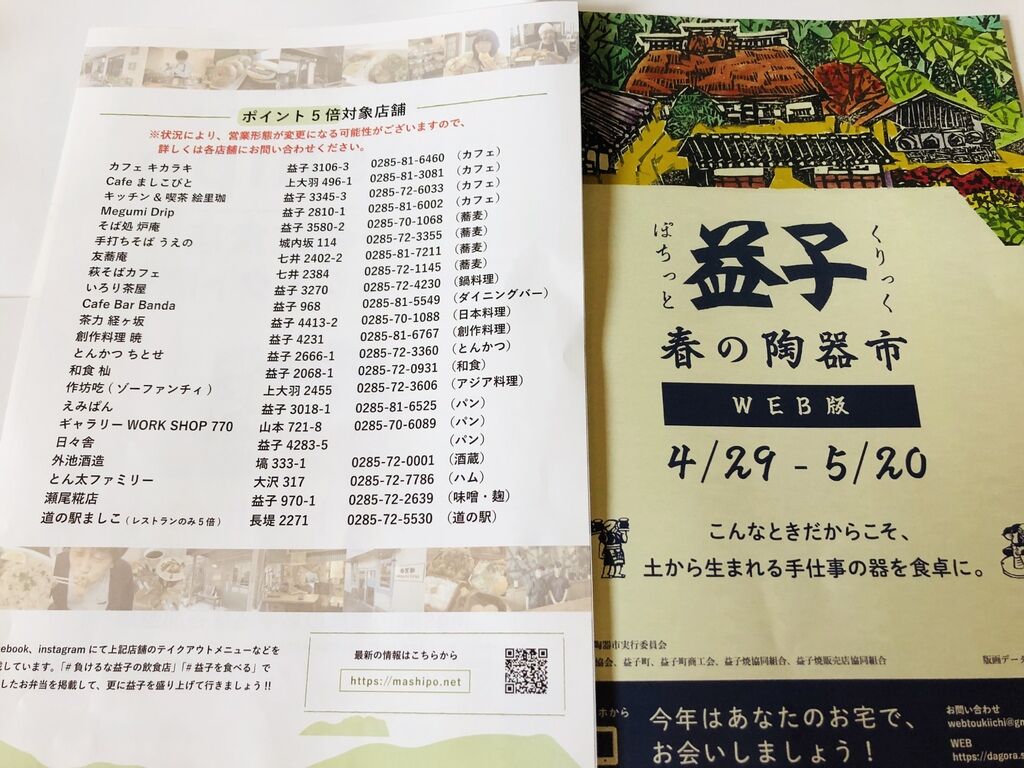 ポイント5倍対象店舗
※状況により、営業形態が変更になる可能性がございますので、
詳しくは各店舗にお問い合わせください。
カフェ キカラキ 益子 3106-3 0285-81-6460 （カフェ）
Cafe ましこびと 上大羽 496-1 0285-81-3081 （カフェ）
キッチン & 喫茶 絵里珈 益子 3345-3 0285-72-6033 （カフェ）
Megumi Drip 益子 2810-1 0285-81-6002 （カフェ）
そば処 炉庵 益子 3580-2 0285-70-1068 （蕎麦）
手打ちそば うえの 城内坂 114 0285-72-3355 （蕎麦）
友蕎庵 七井 2402-2 0285-81-7211 （蕎麦）
萩そばカフェ 七井 2384 0285-72-1145 （蕎麦）
いろり茶屋 益子 3270 0285-72-4230 （鍋料理）
Cafe Bar Banda 益子 968 0285-81-5549 （ダイニングバー）
茶力 経ヶ坂 益子 4413-2 0285-70-1088 （日本料理）
創作料理 暁 益子 4231 0285-81-6767 （創作料理）
とんかつ ちとせ 益子 2666-1 0285-72-3360 （とんかつ）
和食 杣 益子 2068-1 0285-72-0931 （和食）
作坊吃 ( ゾーファンティ ) 上大羽 2455 0285-72-3606 （アジア料理）
えみぱん 益子 3018-1 0285-81-6525 （パン）
ギャラリー WORK SHOP 770 山本 721-8 0285-70-6089 （パン）
日々舎 益子 4283-5 （パン）
外池酒造 塙 333-1 0285-72-0001 （酒蔵）
とん太ファミリー 大沢 317 0285-72-7786 （ハム）
瀬尾糀店 益子 970-1 0285-72-2639 （味噌・麹）
道の駅ましこ ( レストランのみ5倍 ) 長堤 2271 0285-72-5530 （道の駅）
cebook、instagram にて上記店舗のテイクアウトメニューなどを
しています。「# 負けるな益子の飲食店」「# 益子を食べる」で
したお弁当を掲載して、更に益子を盛り上げて行きましょう !!
最新の情報はこちらから
https://mashipo.net
ぽちっと
益子
くりっく
春の陶器市
WEB版
4/29 - 5/20
こんなときだからこそ、
土から生まれる手仕事の器を食卓に。
陶器市実行委員会
協会、益子町、益子町商工会、益子焼協同組合、益子焼販売店協同組合
版画データ
ホから
今年はあなたのお宅で、
お会いしましょう！
お問い合わせ
webtoukiichi@gm
WEB
https://dagora.s